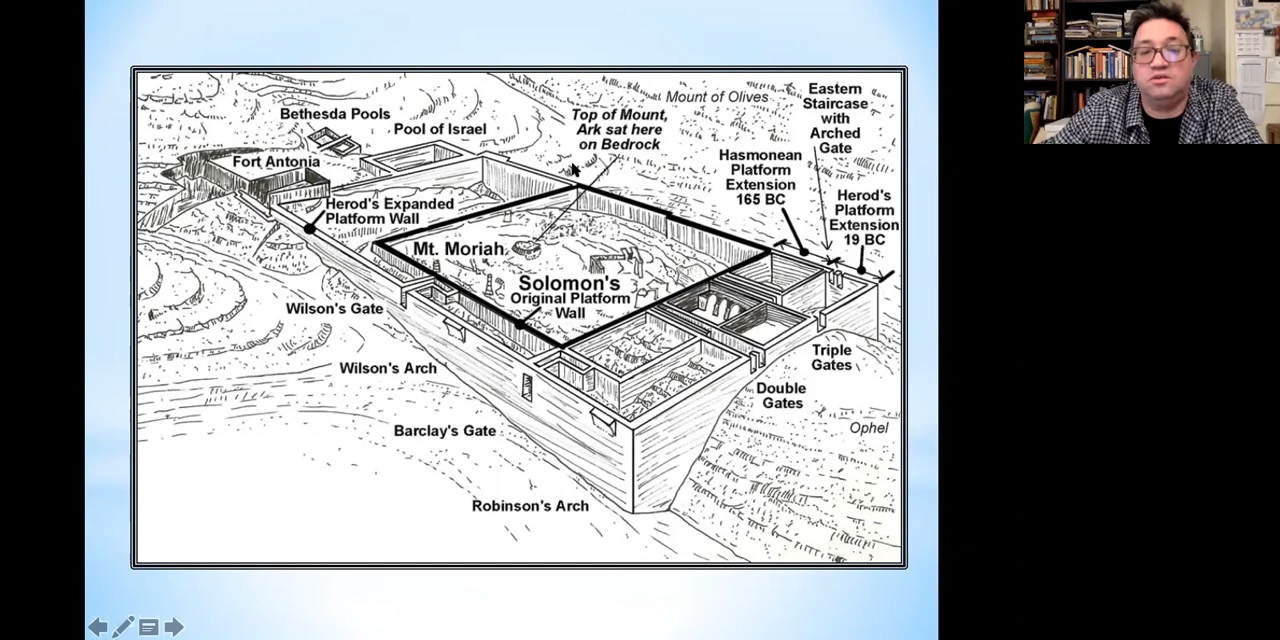 Mount of Olives
Eastern
Staircase
with
Arched
Gate
Bethesda Pools
Pool of Israel
Top of Mount,
Ark sat here
on Bedrock
Hasmonean
Platform
Extension
165 BC
Fort Antonia
Herod's Expanded
Platform Wall
Herod's
Platform
Extension
19 BC
Mt. Moriah
Solomon's
Original Platform
Wall
Wilson's Gate
Wilson's Arch
Triple
Gates
Double
Gates
Barclay's Gate
Ophel
Robinson's Arch